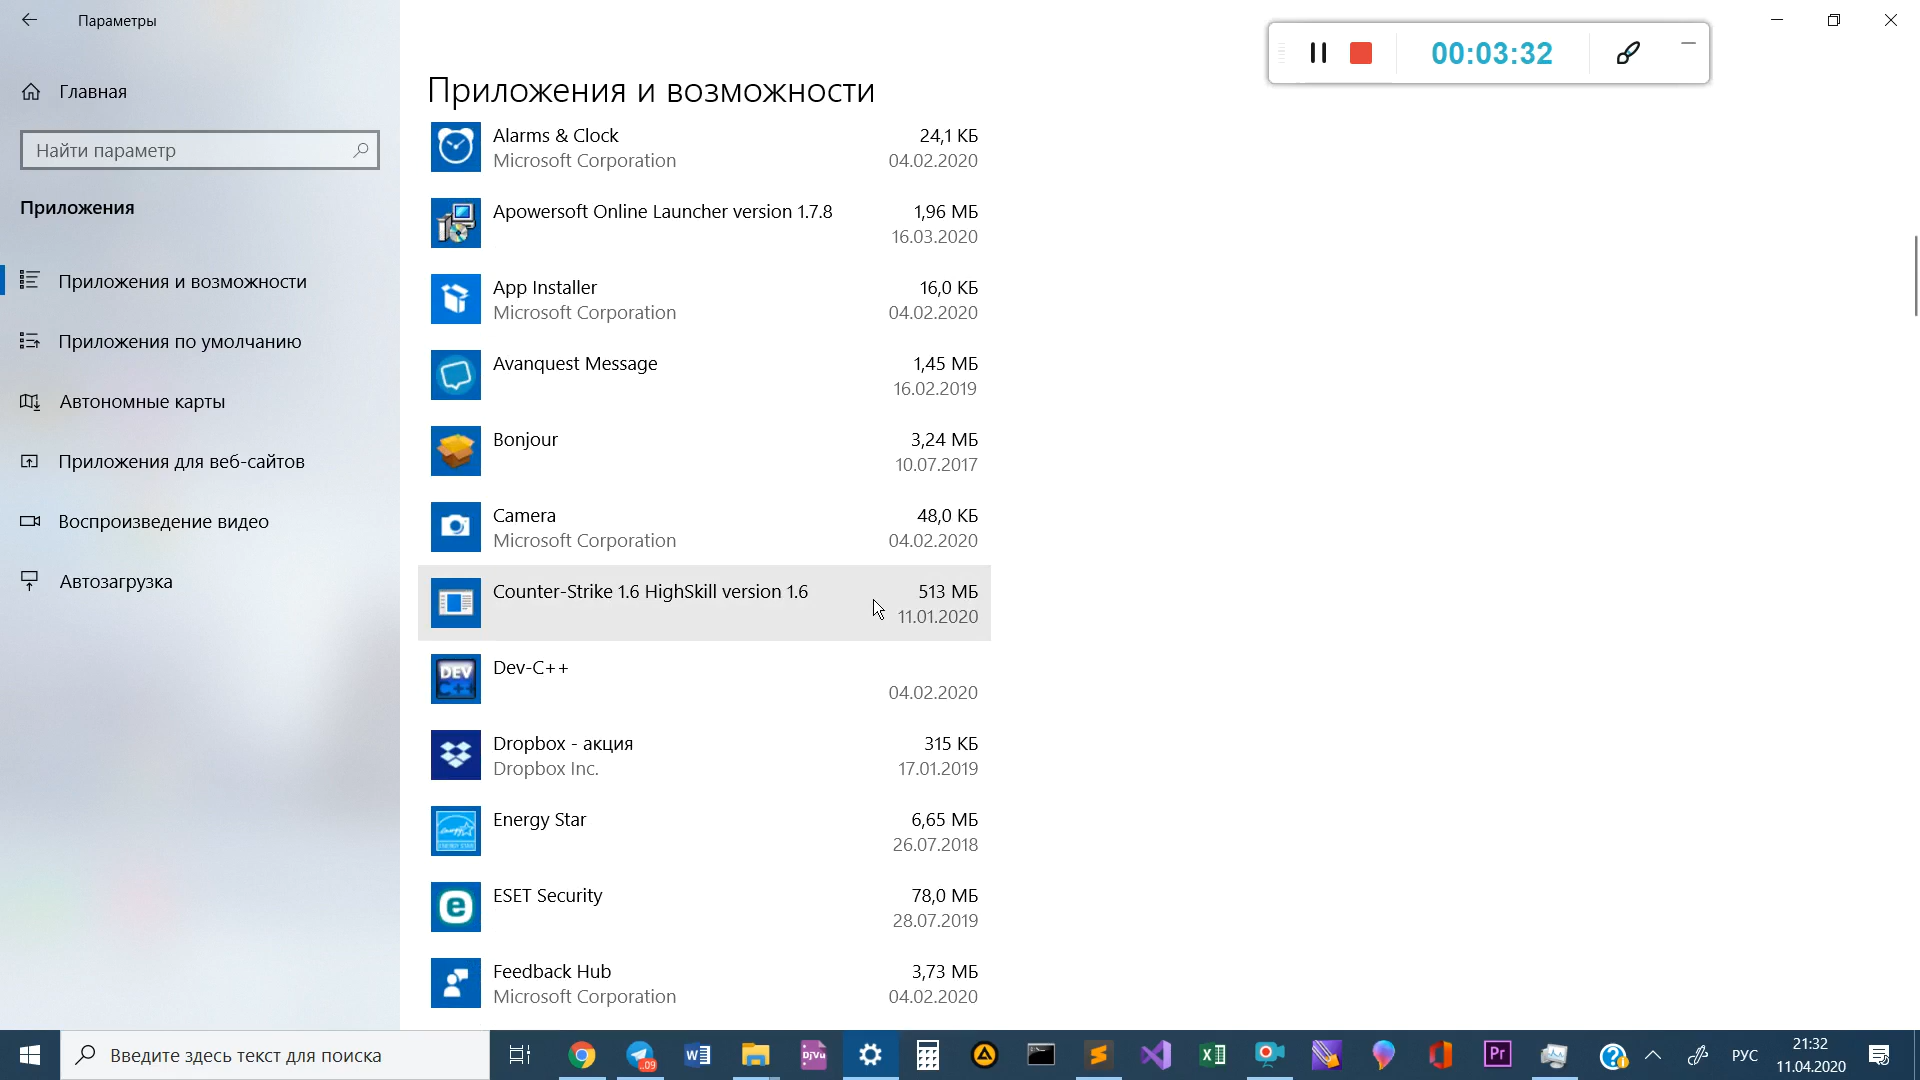 Параметры
Главная
Найти параметр
Приложения
Приложения и возможности
Приложения по умолчанию
Автономные карты
Приложения для веб-сайтов
Воспроизведение видео
Автозагрузка
00:03:32
Приложения и возможности
Alarms & Clock 24,1 КБ
Microsoft Corporation 04.02.2020
Apowersoft Online Launcher version 1.7.8 1,96 МБ
16.03.2020
App Installer 16,0 КБ
Microsoft Corporation 04.02.2020
Avanquest Message 1,45 МБ
16.02.2019
Bonjour 3,24 МБ
10.07.2017
Camera 48,0 КБ
Microsoft Corporation 04.02.2020
Counter-Strike 1.6 HighSkill version 1.6 513 МБ
11.01.2020
DEV C++
Dev-C++
04.02.2020
Dropbox - акция 315 КБ
Dropbox Inc. 17.01.2019
Energy Star 6,65 МБ
26.07.2018
ESET Security 78,0 МБ
28.07.2019
Feedback Hub 3,73 МБ
Microsoft Corporation 04.02.2020
Введите здесь текст для поиска
09
DjVu
Pr
РУС
21:32
11.04.2020